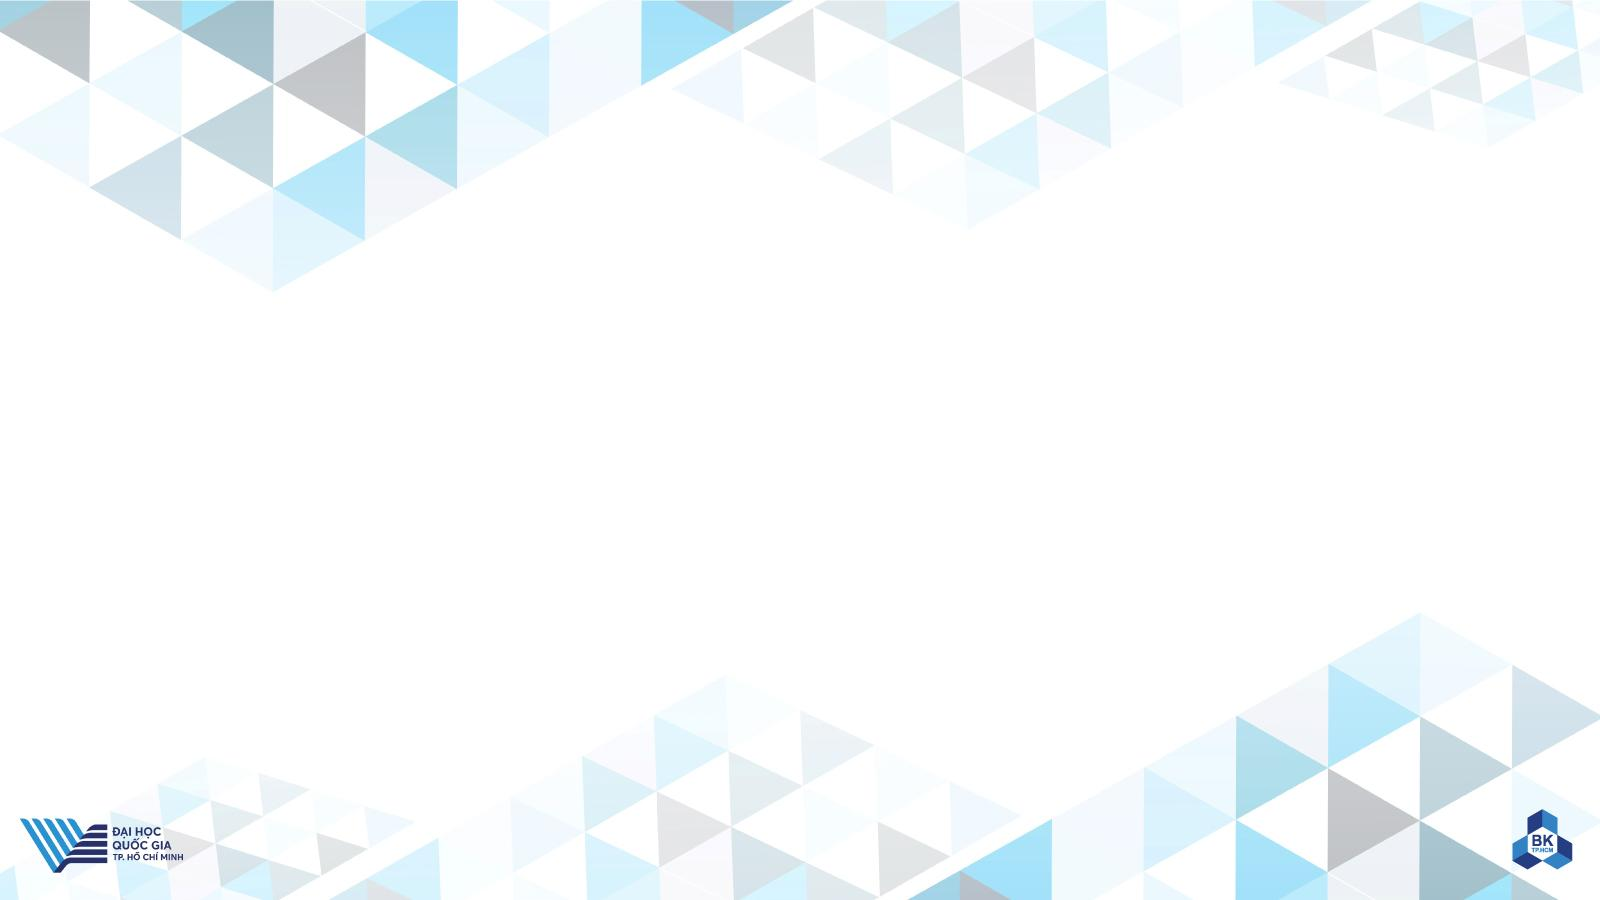 ĐẠI HỌC
QUỐC GIA
TP. HỒ CHÍ MINH
BK
TP.HCM